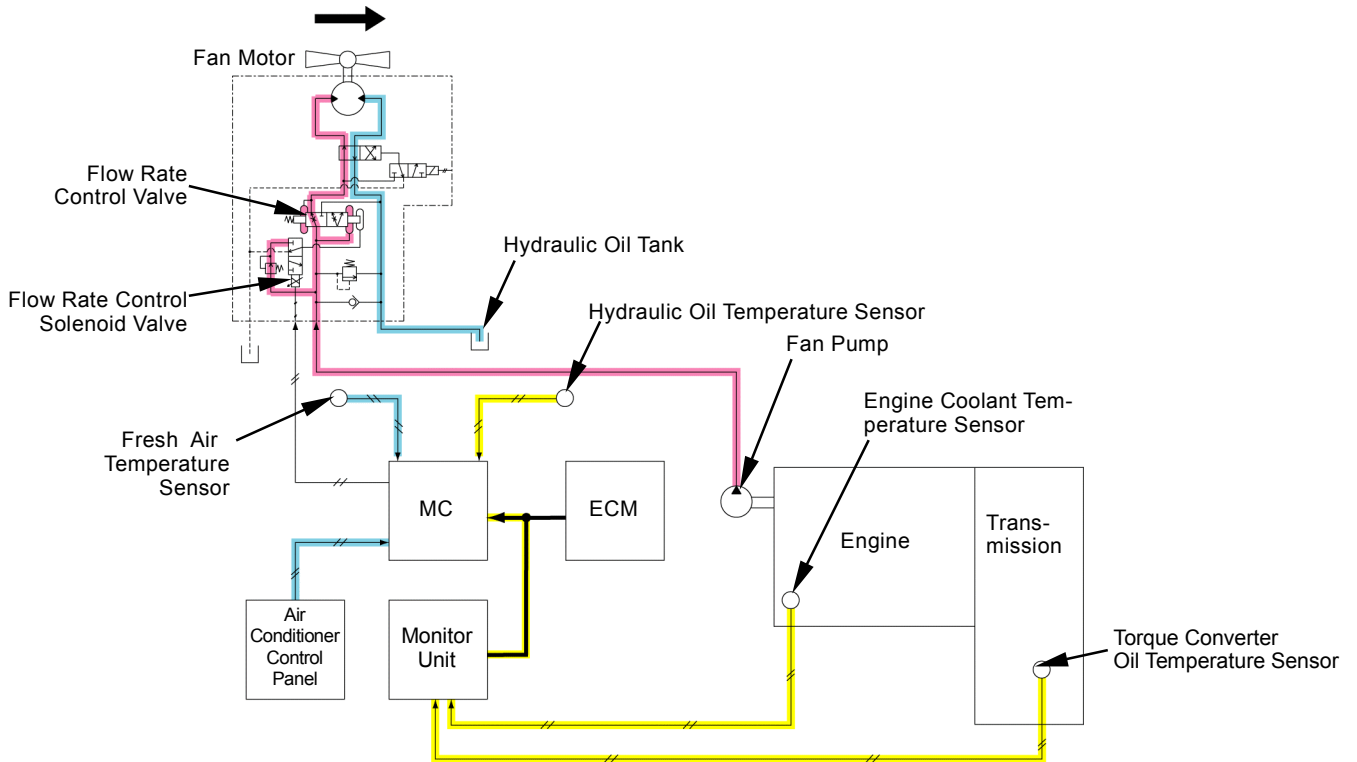 Fan Motor
Flow Rate
Control Valve
Hydraulic Oil Tank
Flow Rate Control
Solenoid Valve
Hydraulic Oil Temperature Sensor
Fan Pump
Engine Coolant Tem-
perature Sensor
Fresh Air
Temperature
Sensor
MC
ECM
Engine
Trans-
mission
Air
Conditioner
Control
Panel
Monitor
Unit
Torque Converter
Oil Temperature Sensor